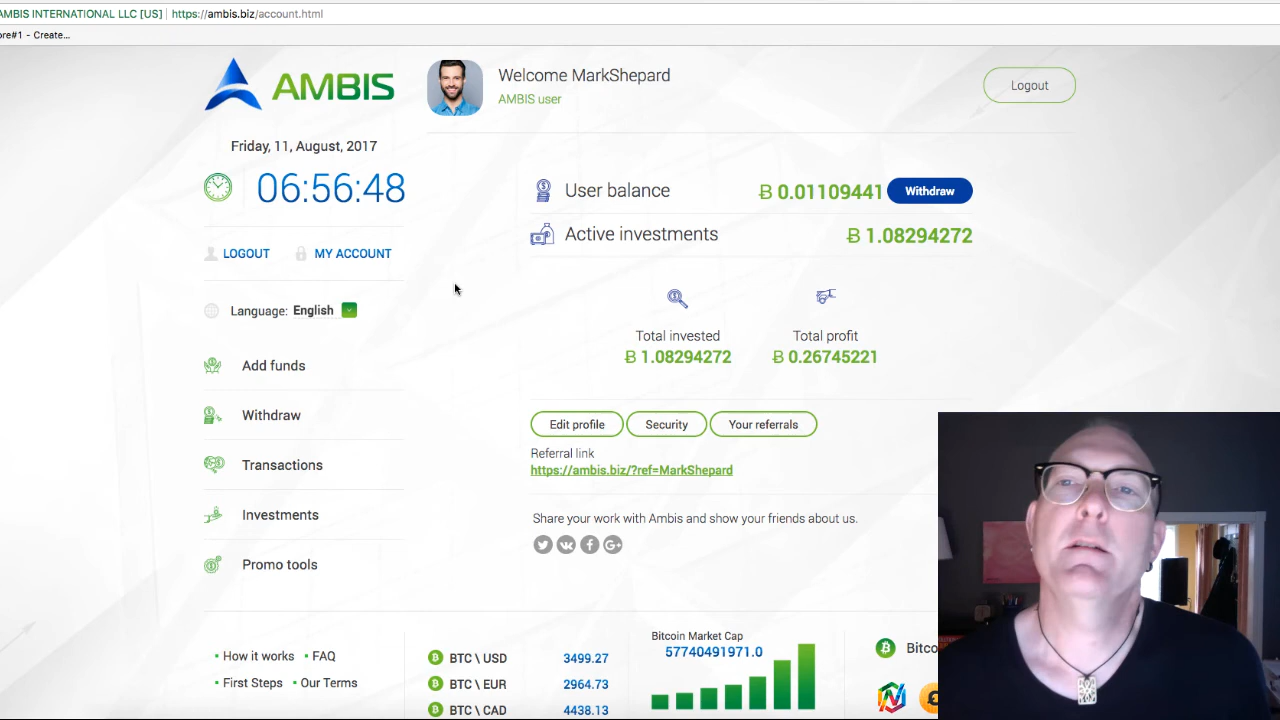 AMBIS INTERNATIONAL LLC [US] https://ambis.biz/account.html
ore#1 - Create...
AMBIS
Welcome MarkShepard
AMBIS user
Logout
Friday, 11, August, 2017
06:56:48
LOGOUT MY ACCOUNT
Language: English
Add funds
Withdraw
Transactions
Investments
Promo tools
User balance Ƀ 0.01109441 Withdraw
Active investments Ƀ 1.08294272
Total invested Total profit
Ƀ 1.08294272 Ƀ 0.26745221
Edit profile Security Your referrals
Referral link
https://ambis.biz/?ref=MarkShepard
Share your work with Ambis and show your friends about us.
How it works FAQ
First Steps Our Terms
BTC \ USD 3499.27
BTC \ EUR 2964.73
BTC \ CAD 4438.13
Bitcoin Market Cap
57740491971.0
Bitco